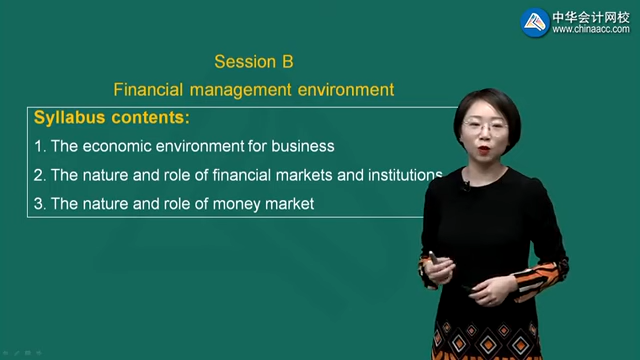 中华会计网校
www.chinaacc.com
Session B
Financial management environment
Syllabus contents:
1. The economic environment for business
2. The nature and role of financial markets and institutions
3. The nature and role of money market